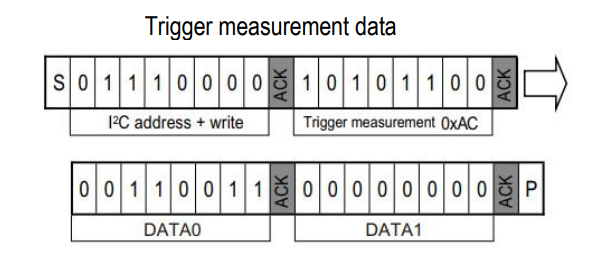 Trigger measurement data
S 0 1 1 1 0 0 0 0 ACK 1 0 1 0 1 1 0 0 ACK
I²C address + write Trigger measurement 0xAC
0 0 1 1 0 0 1 1 ACK 0 0 0 0 0 0 0 0 ACK P
DATA0 DATA1